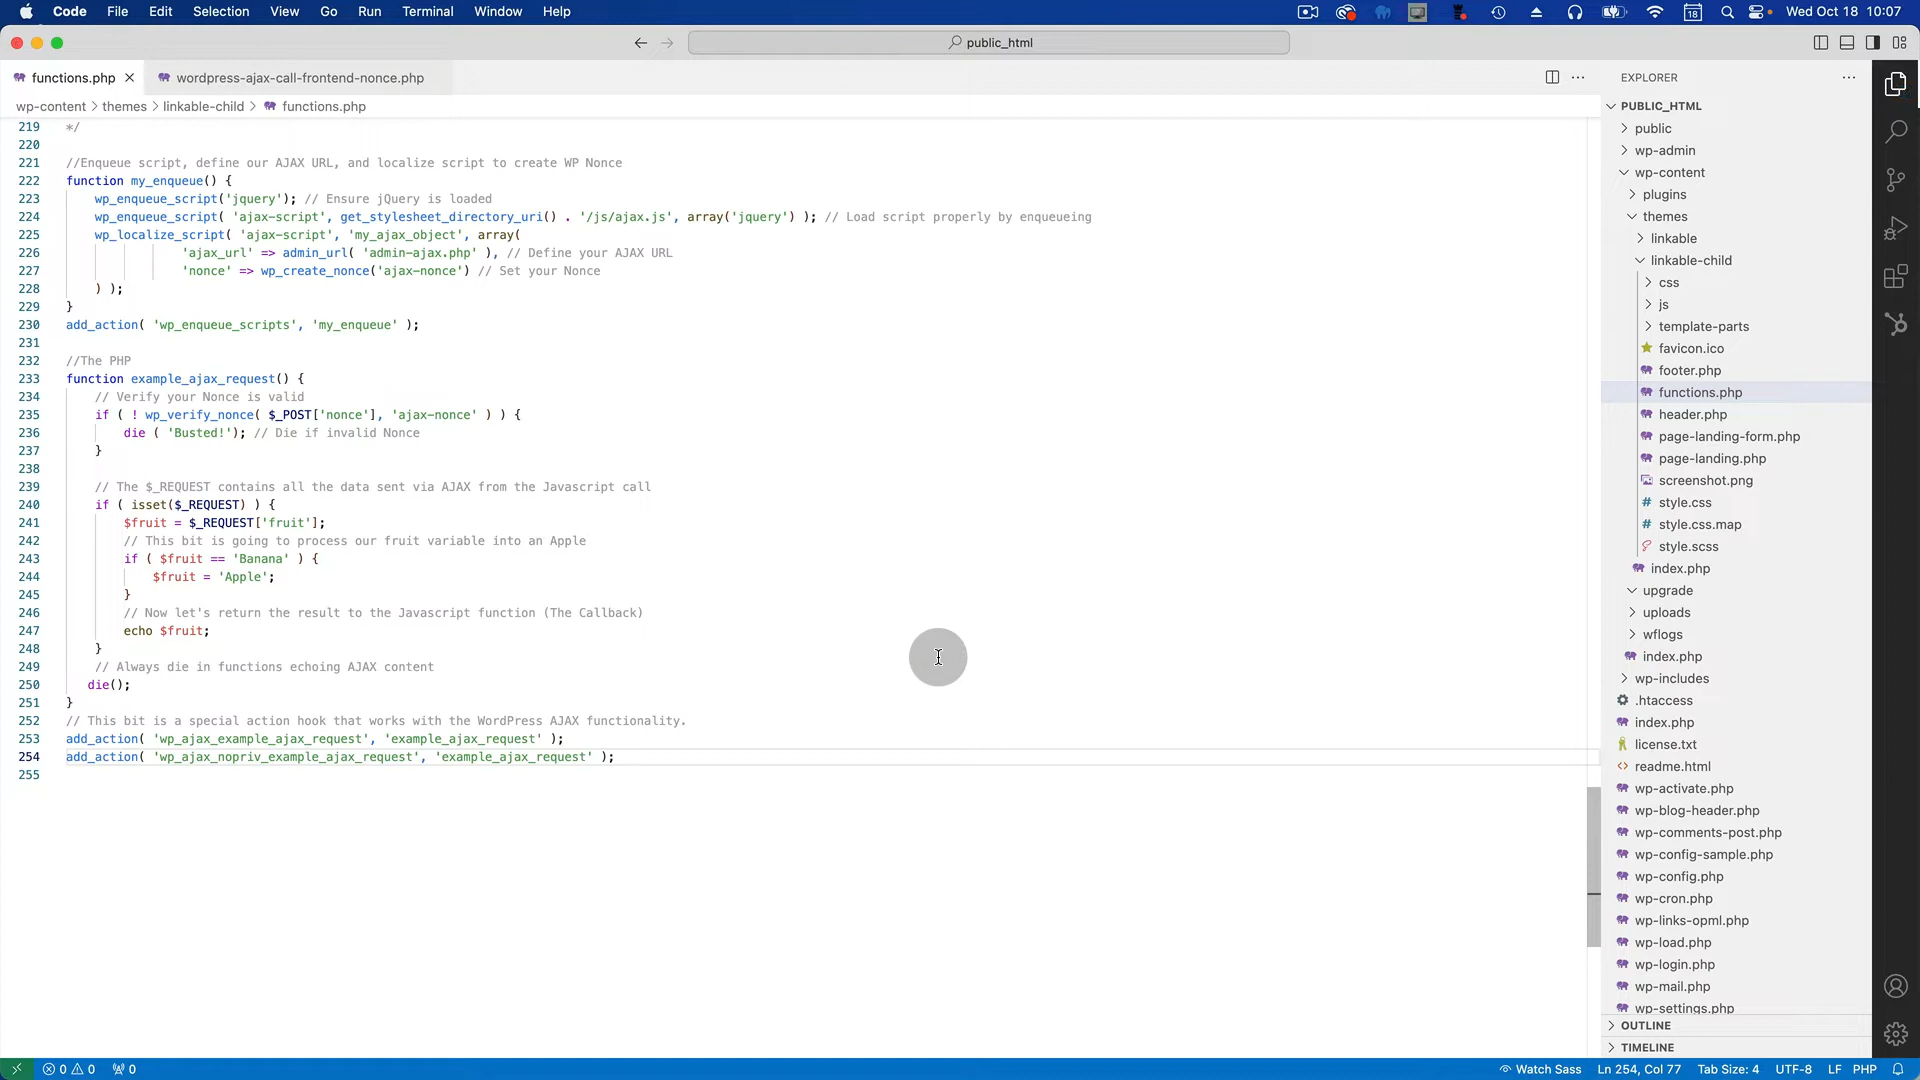 Code File Edit Selection View Go Run Terminal Window Help
18
Wed Oct 18 10:07
public_html
functions.php
wordpress-ajax-call-frontend-nonce.php
wp-content > themes > linkable-child > functions.php
219 */
220
221 //Enqueue script, define our AJAX URL, and localize script to create WP Nonce
222 function my_enqueue() {
223 wp_enqueue_script('jquery'); // Ensure jQuery is loaded
224 wp_enqueue_script( 'ajax-script', get_stylesheet_directory_uri() . '/js/ajax.js', array('jquery') ); // Load script properly by enqueueing
225 wp_localize_script( 'ajax-script', 'my_ajax_object', array(
226 'ajax_url' => admin_url( 'admin-ajax.php' ), // Define your AJAX URL
227 'nonce' => wp_create_nonce('ajax-nonce') // Set your Nonce
228 ) );
229 }
230 add_action( 'wp_enqueue_scripts', 'my_enqueue' );
231
232 //The PHP
233 function example_ajax_request() {
234 // Verify your Nonce is valid
235 if ( ! wp_verify_nonce( $_POST['nonce'], 'ajax-nonce' ) ) {
236 die ( 'Busted!'); // Die if invalid Nonce
237 }
238
239 // The $_REQUEST contains all the data sent via AJAX from the Javascript call
240 if ( isset($_REQUEST) ) {
241 $fruit = $_REQUEST['fruit'];
242 // This bit is going to process our fruit variable into an Apple
243 if ( $fruit == 'Banana' ) {
244 $fruit = 'Apple';
245 }
246 // Now let's return the result to the Javascript function (The Callback)
247 echo $fruit;
248 }
249 // Always die in functions echoing AJAX content
250 die();
251 }
252 // This bit is a special action hook that works with the WordPress AJAX functionality.
253 add_action( 'wp_ajax_example_ajax_request', 'example_ajax_request' );
254 add_action( 'wp_ajax_nopriv_example_ajax_request', 'example_ajax_request' );
255
EXPLORER
PUBLIC_HTML
public
wp-admin
wp-content
plugins
themes
linkable
linkable-child
css
js
template-parts
favicon.ico
footer.php
functions.php
header.php
page-landing-form.php
page-landing.php
screenshot.png
style.css
style.css.map
style.scss
index.php
upgrade
uploads
wflogs
index.php
wp-includes
.htaccess
index.php
license.txt
readme.html
wp-activate.php
wp-blog-header.php
wp-comments-post.php
wp-config-sample.php
wp-config.php
wp-cron.php
wp-links-opml.php
wp-load.php
wp-login.php
wp-mail.php
wp-settings.php
OUTLINE
TIMELINE
0 0 0
Watch Sass Ln 254, Col 77 Tab Size: 4 UTF-8 LF PHP